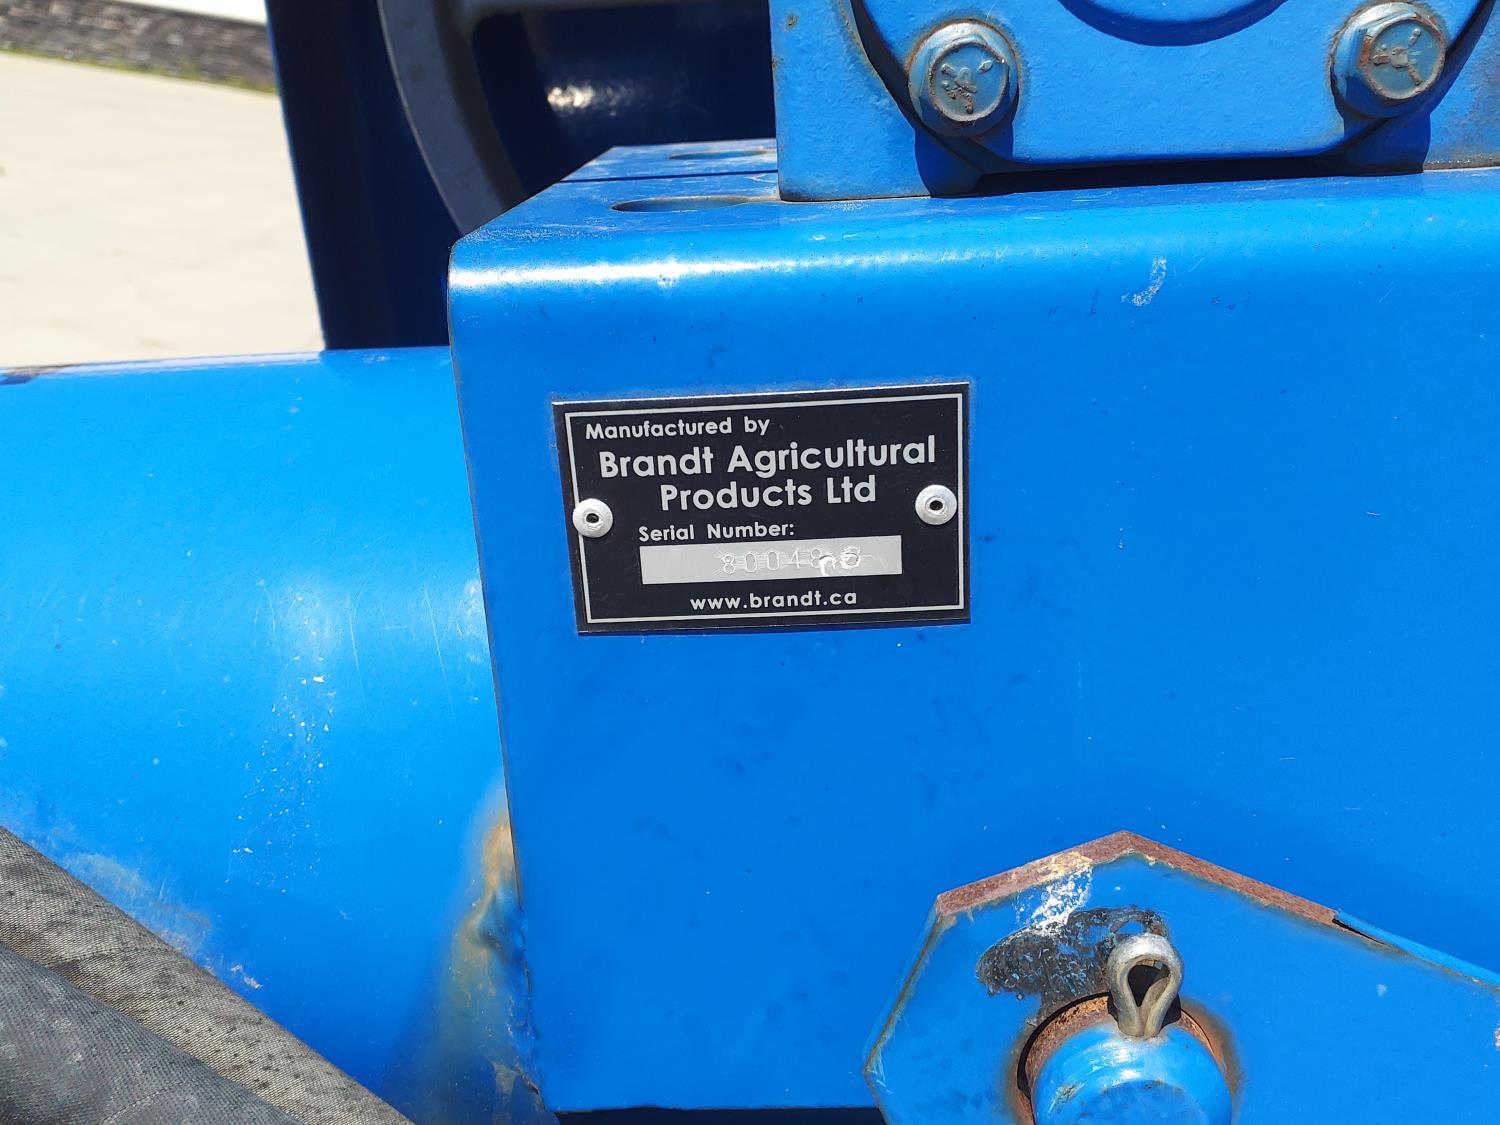 Manufactured by
Brandt Agricultural
Products Ltd
Serial Number:
www.brandt.ca